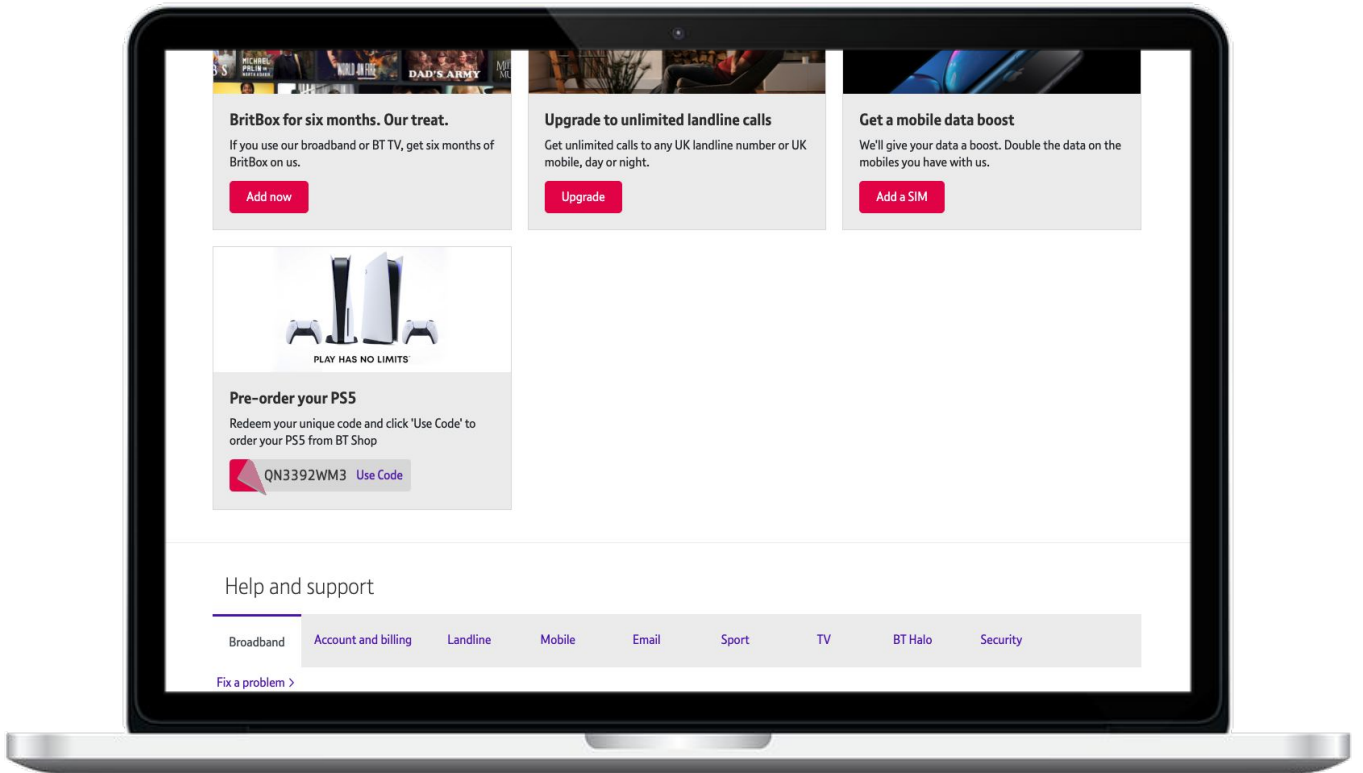 MICHAEL
PALIN
WORLD ON FIRE
DAD'S ARMY
BritBox for six months. Our treat.
If you use our broadband or BT TV, get six months of
BritBox on us.
Add now
Upgrade to unlimited landline calls
Get unlimited calls to any UK landline number or UK
mobile, day or night.
Upgrade
Get a mobile data boost
We'll give your data a boost. Double the data on the
mobiles you have with us.
Add a SIM
PLAY HAS NO LIMITS
Pre-order your PS5
Redeem your unique code and click 'Use Code' to
order your PS5 from BT Shop
QN3392WM3 Use Code
Help and support
Broadband Account and billing Landline Mobile Email Sport TV BT Halo Security
Fix a problem >